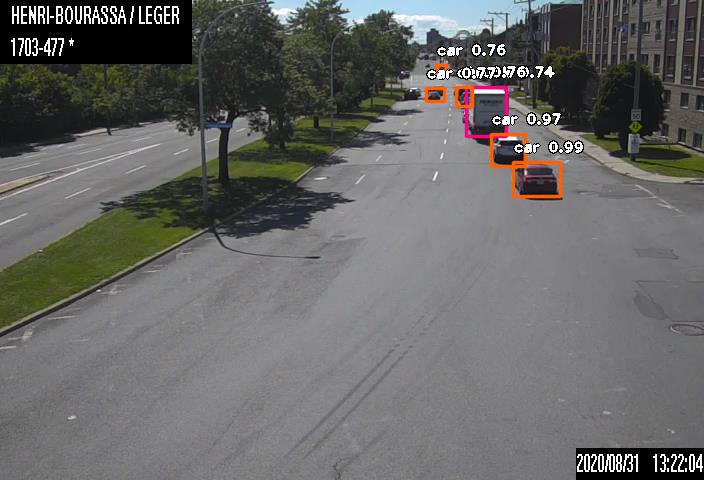 HENRI-BOURASSA / LEGER
1703-477 *
car 0.76
car
.74
car 0.97
car 0.99
2020/08/31 13:22:04